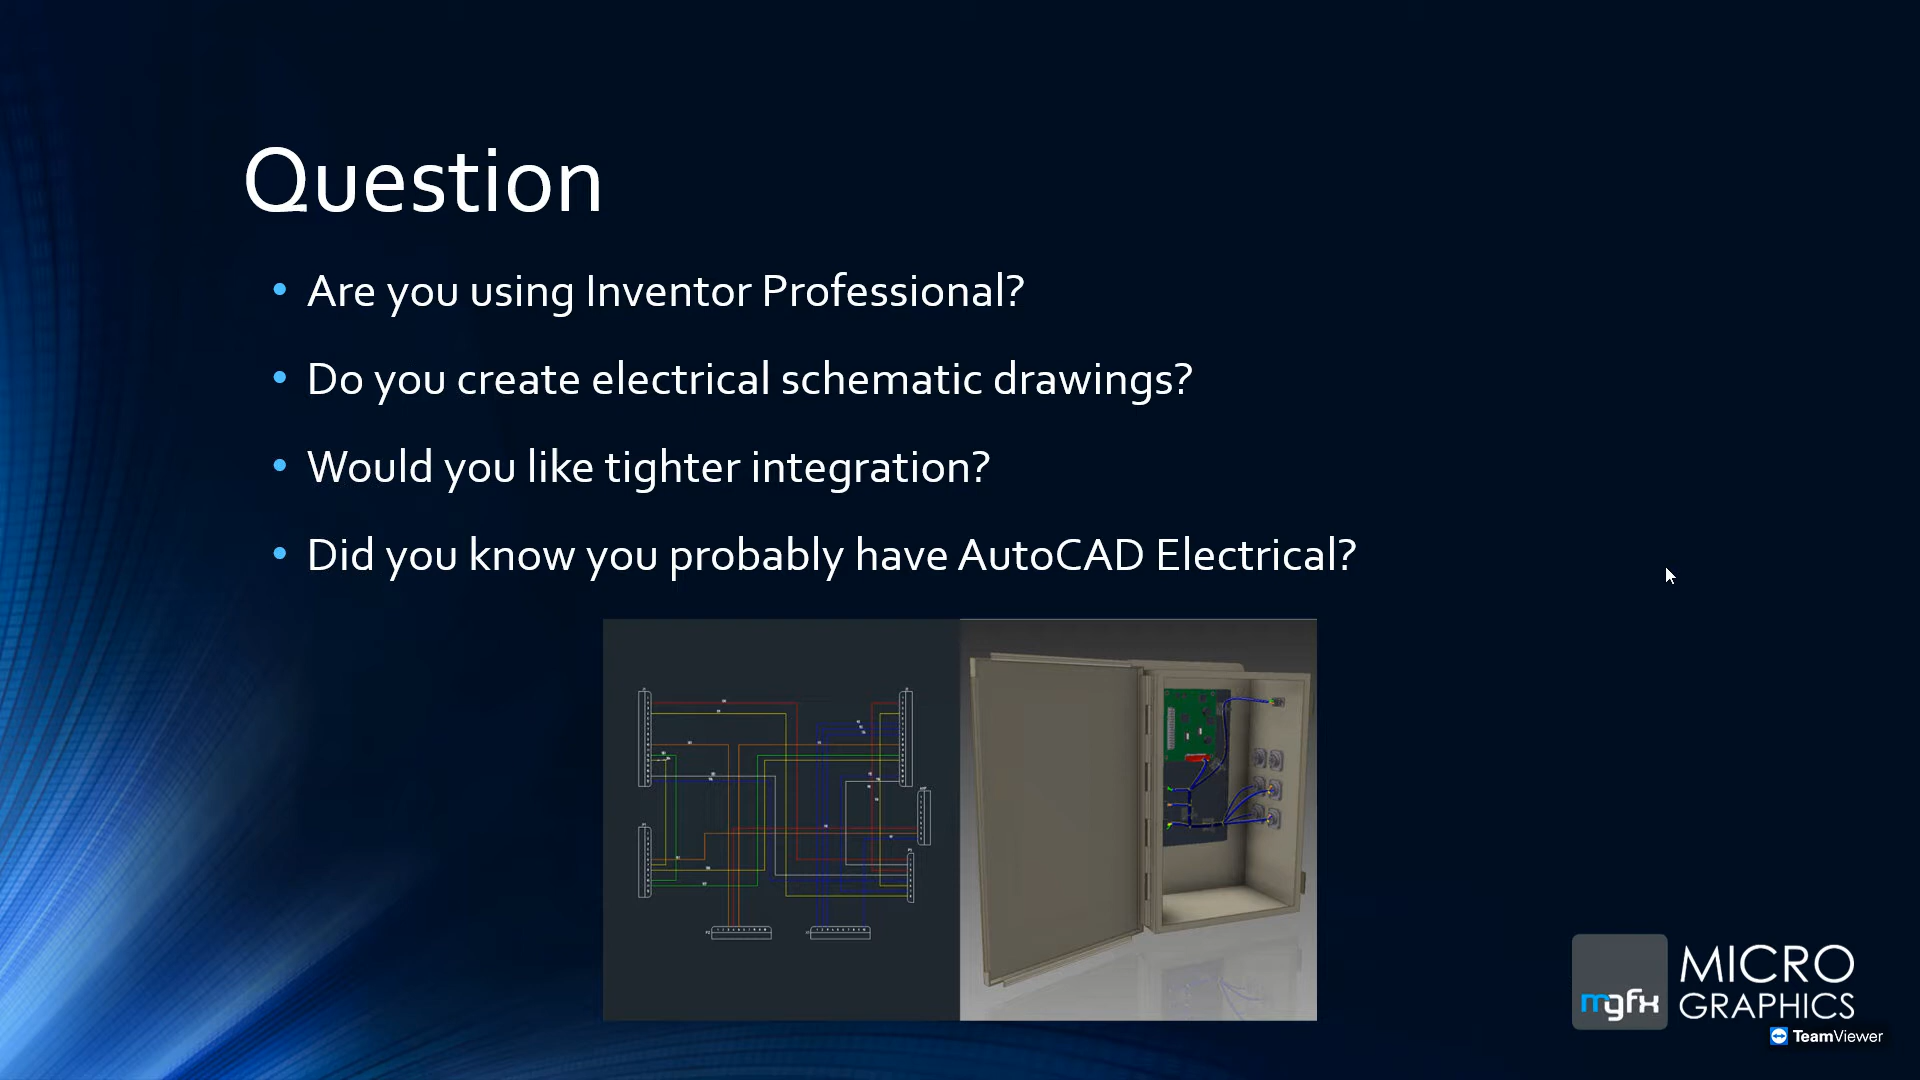 Question
• Are you using Inventor Professional?
• Do you create electrical schematic drawings?
• Would you like tighter integration?
• Did you know you probably have AutoCAD Electrical?
mgfx
MICRO
GRAPHICS
TeamViewer